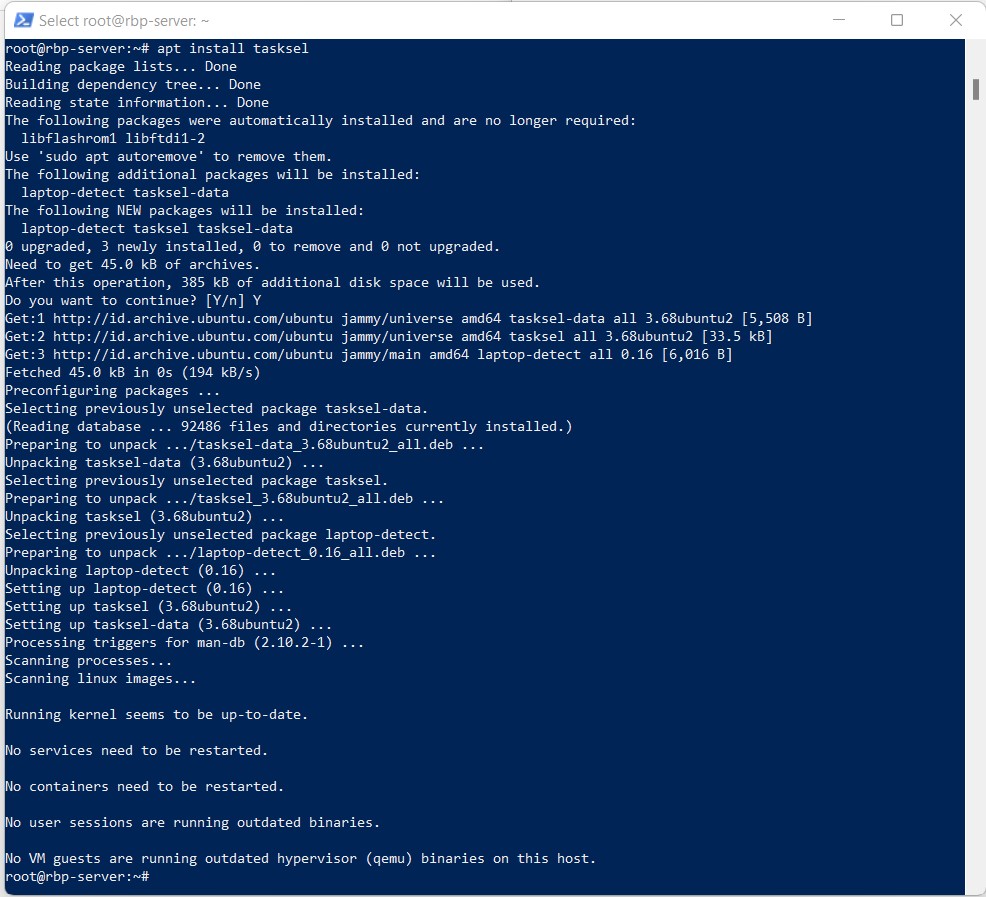 Select root@rbp-server: ~
root@rbp-server:~# apt install tasksel
Reading package lists... Done
Building dependency tree... Done
Reading state information... Done
The following packages were automatically installed and are no longer required:
  libflashrom1 libftdi1-2
Use 'sudo apt autoremove' to remove them.
The following additional packages will be installed:
  laptop-detect tasksel-data
The following NEW packages will be installed:
  laptop-detect tasksel tasksel-data
0 upgraded, 3 newly installed, 0 to remove and 0 not upgraded.
Need to get 45.0 kB of archives.
After this operation, 385 kB of additional disk space will be used.
Do you want to continue? [Y/n] Y
Get:1 http://id.archive.ubuntu.com/ubuntu jammy/universe amd64 tasksel-data all 3.68ubuntu2 [5,508 B]
Get:2 http://id.archive.ubuntu.com/ubuntu jammy/universe amd64 tasksel all 3.68ubuntu2 [33.5 kB]
Get:3 http://id.archive.ubuntu.com/ubuntu jammy/main amd64 laptop-detect all 0.16 [6,016 B]
Fetched 45.0 kB in 0s (194 kB/s)
Preconfiguring packages ...
Selecting previously unselected package tasksel-data.
(Reading database ... 92486 files and directories currently installed.)
Preparing to unpack .../tasksel-data_3.68ubuntu2_all.deb ...
Unpacking tasksel-data (3.68ubuntu2) ...
Selecting previously unselected package tasksel.
Preparing to unpack .../tasksel_3.68ubuntu2_all.deb ...
Unpacking tasksel (3.68ubuntu2) ...
Selecting previously unselected package laptop-detect.
Preparing to unpack .../laptop-detect_0.16_all.deb ...
Unpacking laptop-detect (0.16) ...
Setting up laptop-detect (0.16) ...
Setting up tasksel (3.68ubuntu2) ...
Setting up tasksel-data (3.68ubuntu2) ...
Processing triggers for man-db (2.10.2-1) ...
Scanning processes...
Scanning linux images...
Running kernel seems to be up-to-date.
No services need to be restarted.
No containers need to be restarted.
No user sessions are running outdated binaries.
No VM guests are running outdated hypervisor (qemu) binaries on this host.
root@rbp-server:~#